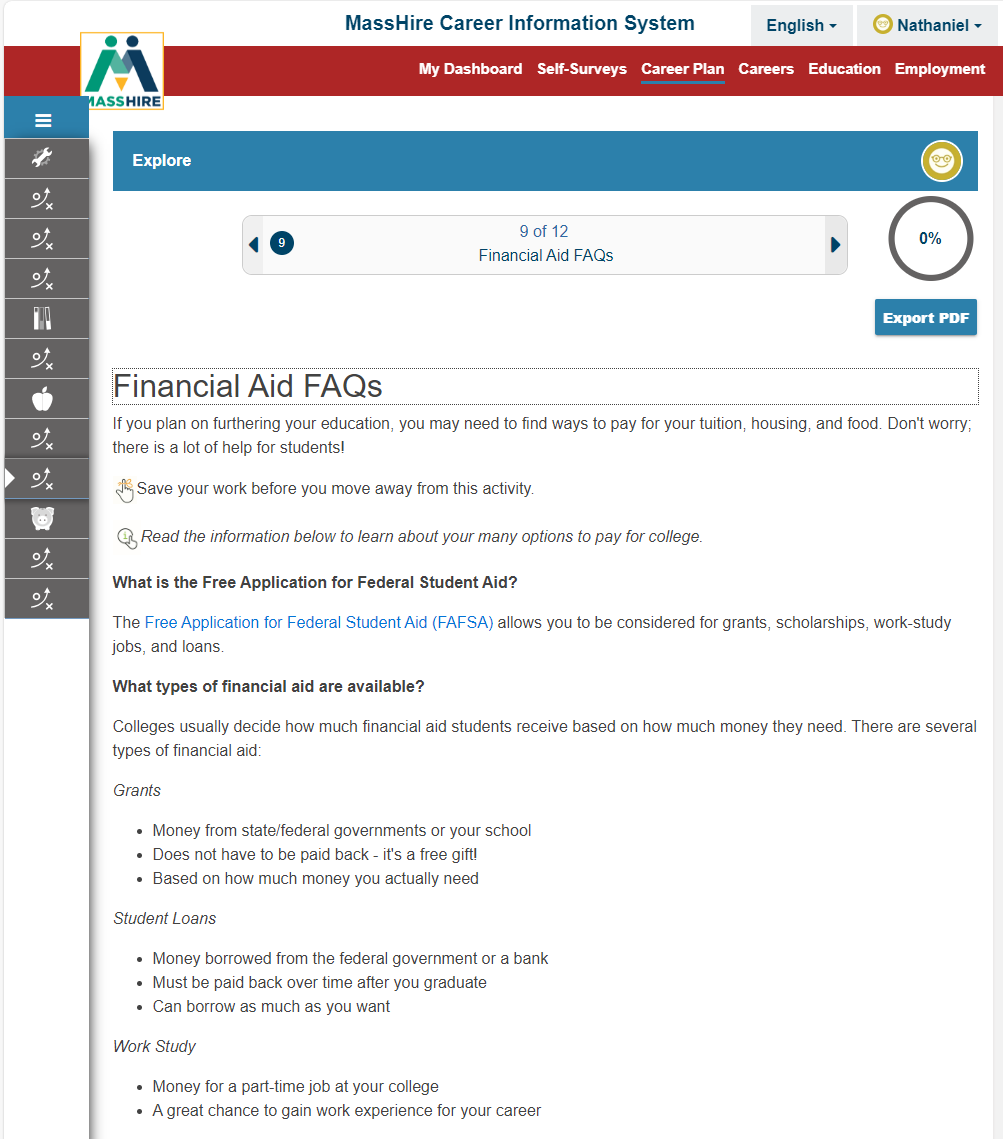 MassHire Career Information System
English
Nathaniel
MASSHIRE
My Dashboard Self-Surveys Career Plan Careers Education Employment
Explore
9
9 of 12
Financial Aid FAQs
0%
Export PDF
Financial Aid FAQs
If you plan on furthering your education, you may need to find ways to pay for your tuition, housing, and food. Don't worry;
there is a lot of help for students!
Save your work before you move away from this activity.
Read the information below to learn about your many options to pay for college.
What is the Free Application for Federal Student Aid?
The Free Application for Federal Student Aid (FAFSA) allows you to be considered for grants, scholarships, work-study
jobs, and loans.
What types of financial aid are available?
Colleges usually decide how much financial aid students receive based on how much money they need. There are several
types of financial aid:
Grants
• Money from state/federal governments or your school
• Does not have to be paid back - it's a free gift!
• Based on how much money you actually need
Student Loans
• Money borrowed from the federal government or a bank
• Must be paid back over time after you graduate
• Can borrow as much as you want
Work Study
• Money for a part-time job at your college
• A great chance to gain work experience for your career